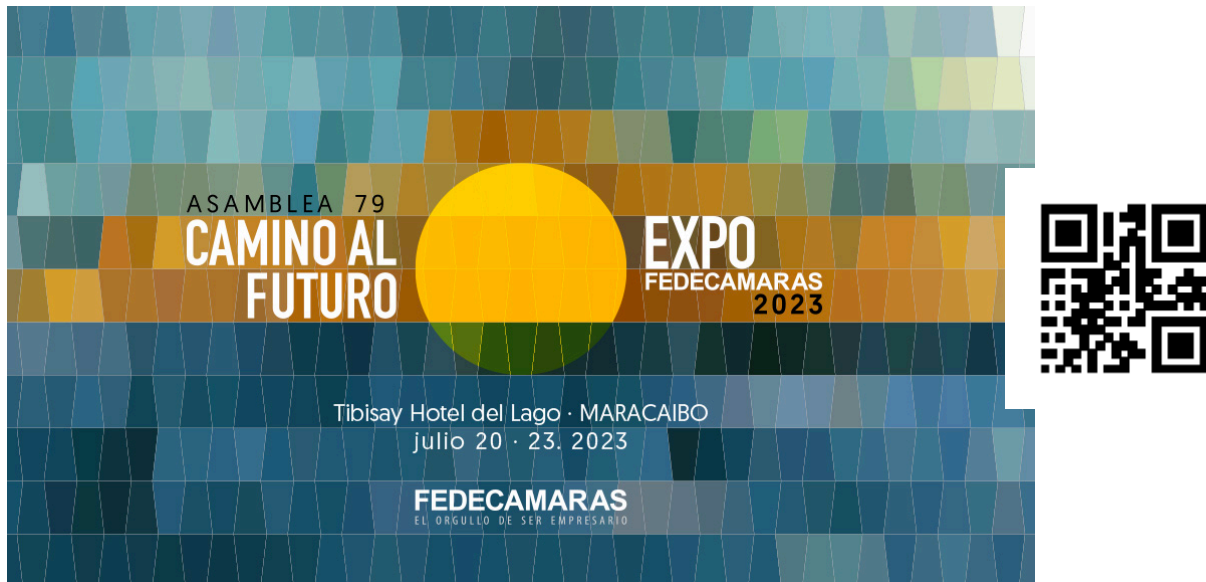 ASAMBLEA 79
CAMINO AL
FUTURO
EXPO
FEDECAMARAS
2023
Tibisay Hotel del Lago · MARACAIBO
julio 20 · 23. 2023
FEDECAMARAS
EL ORGULLO DE SER EMPRESARIO